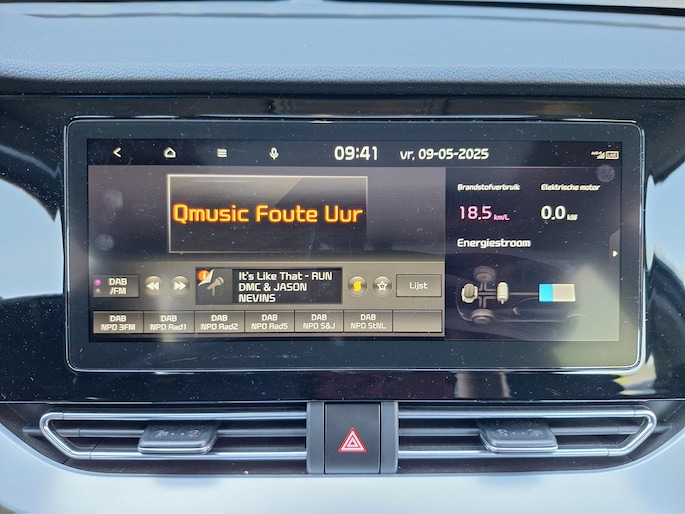 09:41 vr, 09-05-2025
Qmusic Foute Uur
Brandstofverbruik Elektrische motor
18,5 km/L 0.0 kW
Energiestroom
DAB
/FM
It's Like That - RUN
DMC & JASON
NEVINS
Lijst
DAB
NPO 3FM
DAB
NPO Rad1
DAB
NPO Rad2
DAB
NPO Rad5
DAB
NPO S&J
DAB
NPO StNL